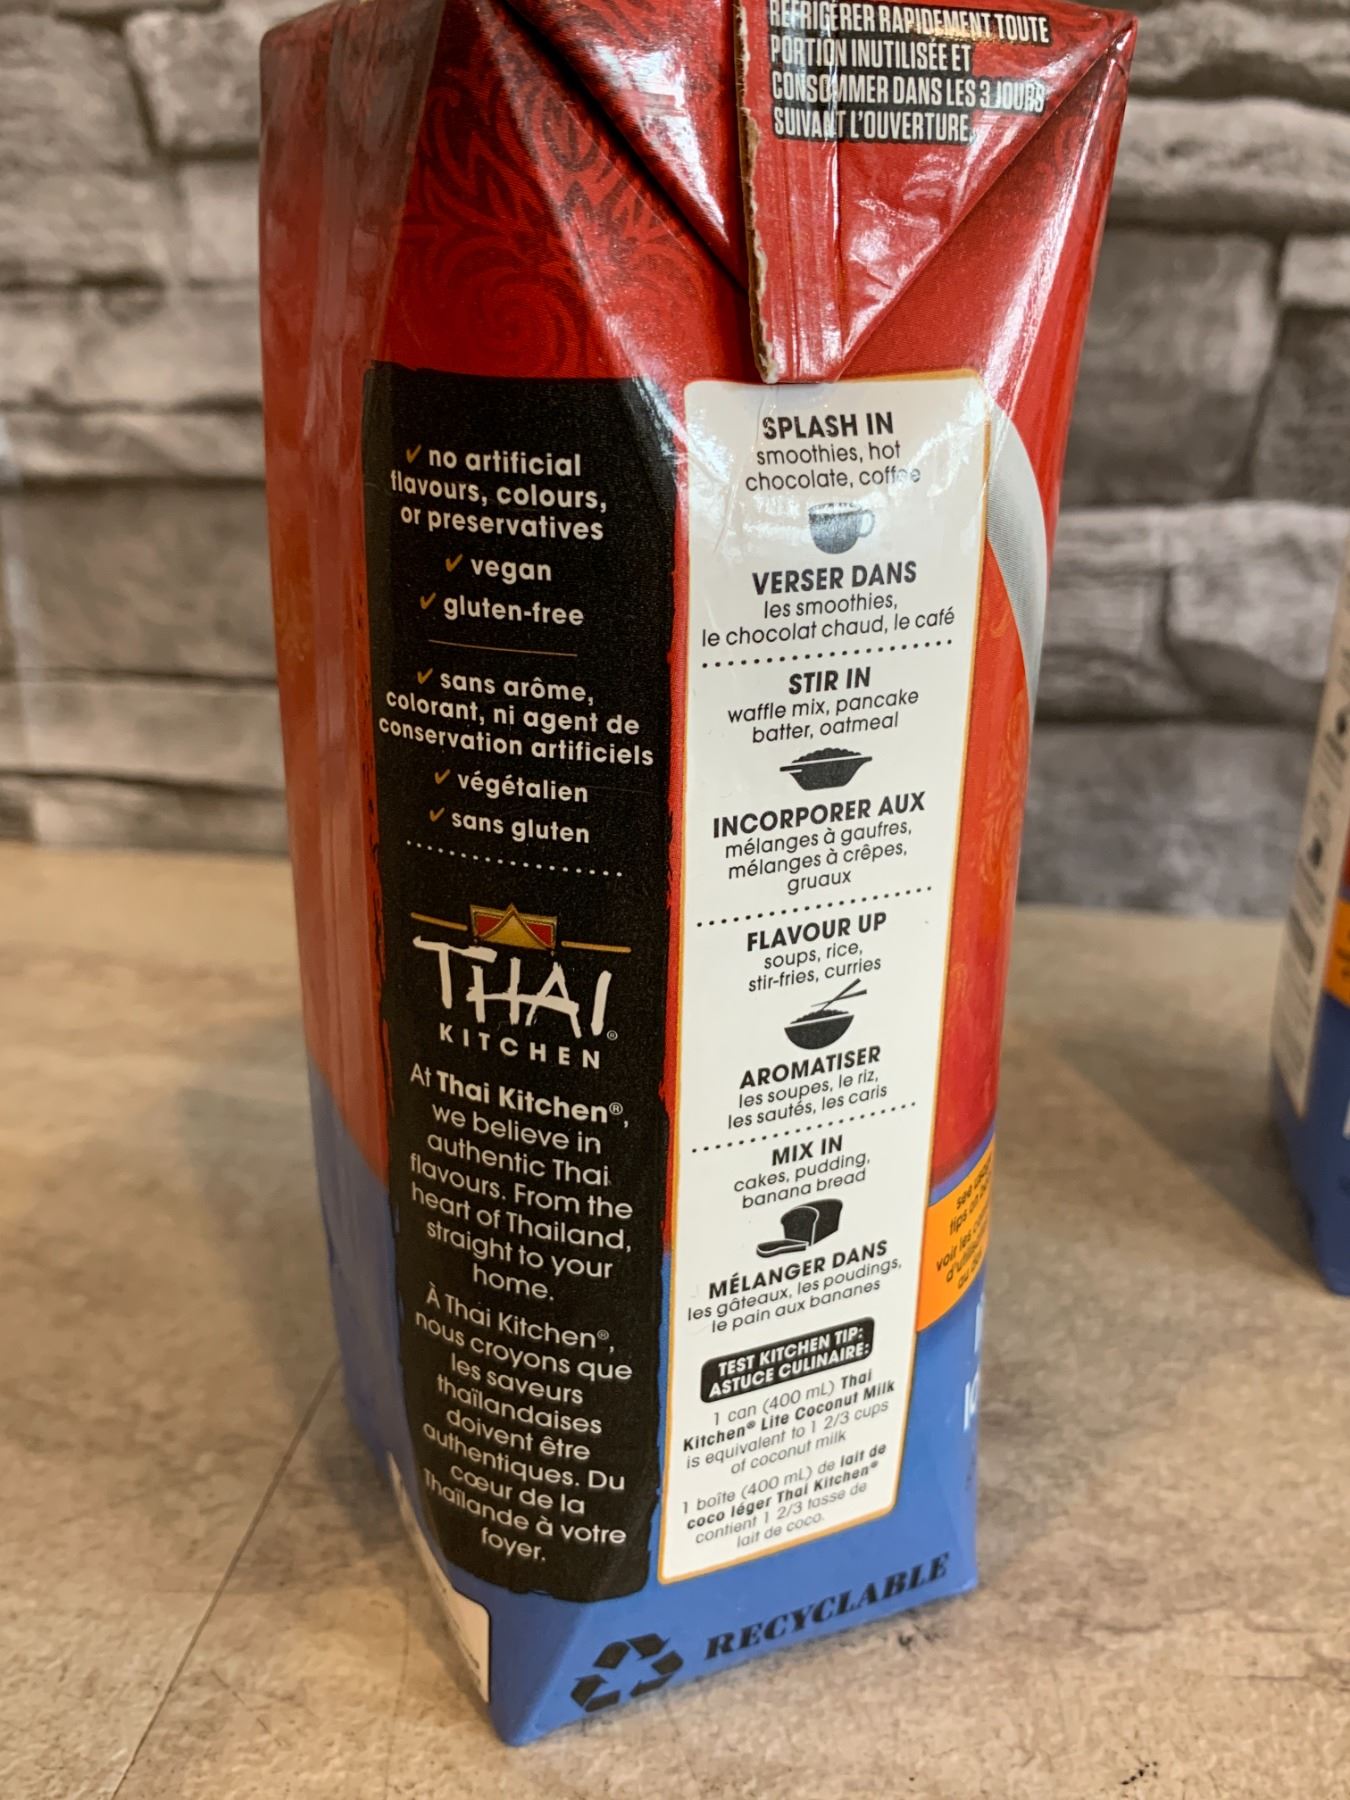 REFRIGÉRER RAPIDEMENT TOUTE
PORTION INUTILISÉE ET
CONSOMMER DANS LES 3 JOURS
SUIVANT L'OUVERTURE.
✓ no artificial
flavours, colours,
or preservatives
✓ vegan
✓ gluten-free
✓ sans arôme,
colorant, ni agent de
conservation artificiels
✓ végétalien
✓ sans gluten
THAI
KITCHEN®
At Thai Kitchen®,
we believe in
authentic Thai
flavours. From the
heart of Thailand,
straight to your
home.
À Thai Kitchen®,
nous croyons que
les saveurs
thaïlandaises
doivent être
authentiques. Du
cœur de la
Thaïlande à votre
foyer.
SPLASH IN
smoothies, hot
chocolate, coffee
VERSER DANS
les smoothies,
le chocolat chaud, le café
STIR IN
waffle mix, pancake
batter, oatmeal
INCORPORER AUX
mélanges à gaufres,
mélanges à crêpes,
gruaux
FLAVOUR UP
soups, rice,
stir-fries, curries
AROMATISER
les soupes, le riz,
les sautés, les caris
MIX IN
cakes, pudding,
banana bread
MÉLANGER DANS
les gâteaux, les poudings,
le pain aux bananes
TEST KITCHEN TIP:
ASTUCE CULINAIRE:
1 can (400 mL) Thai
Kitchen® Lite Coconut Milk
is equivalent to 1 2/3 cups
of coconut milk
1 boîte (400 mL) de lait de
coco léger Thai Kitchen®
contient 1 2/3 tasse de
lait de coco.
RECYCLABLE
see
tips on
voir les